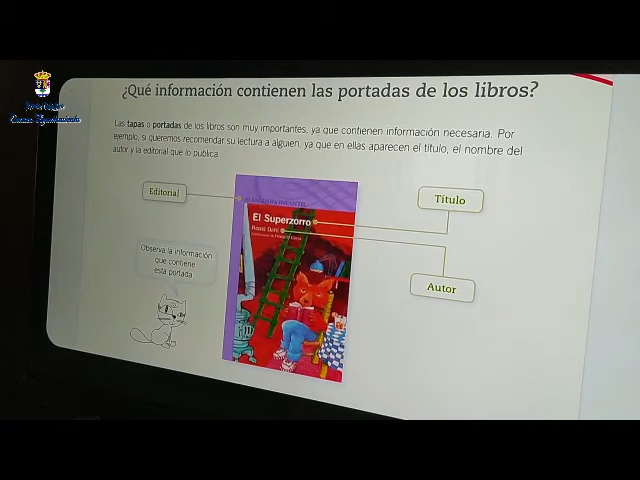 ¿Qué información contienen las portadas de los libros?
Las tapas o portadas de los libros son muy importantes, ya que contienen información necesaria. Por
ejemplo, si queremos recomendar su lectura a alguien, ya que en ellas aparecen el título, el nombre del
autor y la editorial que lo publica.
Editorial
Título
El Superzorro
Roald Dahl
Observa la información
que contiene
esta portada.
Autor